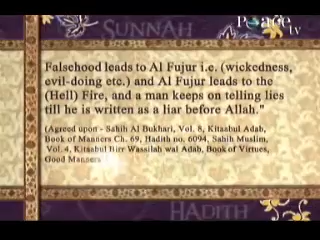 SUNNAH
Peace
tv
Falsehood leads to Al Fujur i.e. (wickedness,
evil-doing etc.) and Al Fujur leads to the
(Hell) Fire, and a man keeps on telling lies
till he is written as a liar before Allah."
(Agreed upon - Sahih Al Bukhari, Vol. 8, Kitaabul Adab,
Book of Manners Ch. 69, Hadith no. 6094, Sahih Muslim,
Vol. 4, Kitaabul Birr Wassilah wal Adab, Book of Virtues,
Good Manners
HADITH